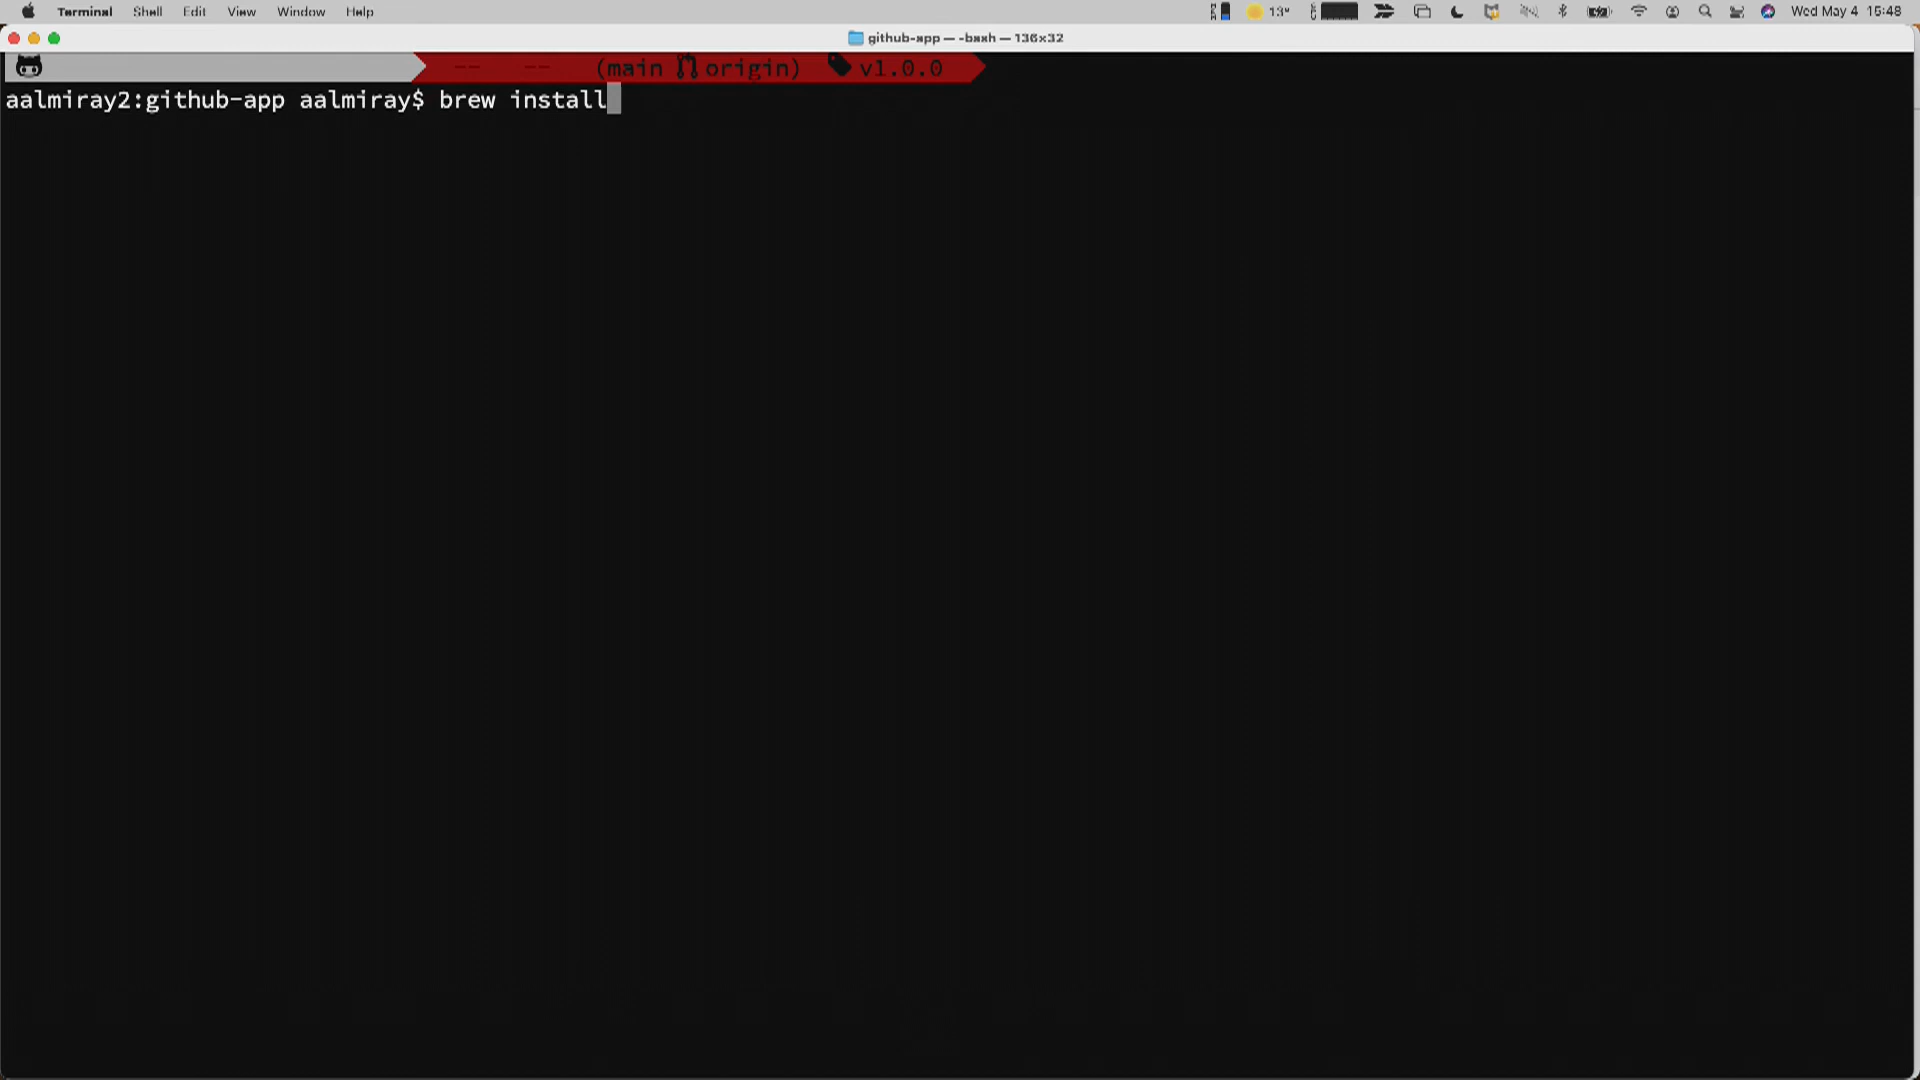 Terminal Shell Edit View Window Help 13° Wed May 4 15:48
github-app — -bash — 136x32
(main origin) v1.0.0
aalmiray2:github-app aalmiray$ brew install